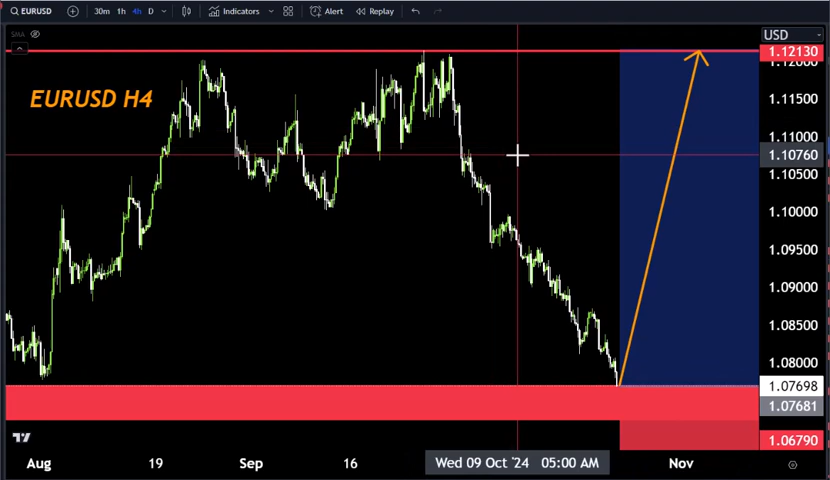 EURUSD 30m 1h 4h D Indicators Alert Replay
SMA
USD
1.12130
1.12000
EURUSD H4
1.11500
1.11000
1.10760
1.10500
1.10000
1.09500
1.09000
1.08500
1.08000
1.07698
1.07681
1.06790
Aug 19 Sep 16 Wed 09 Oct '24 05:00 AM Nov